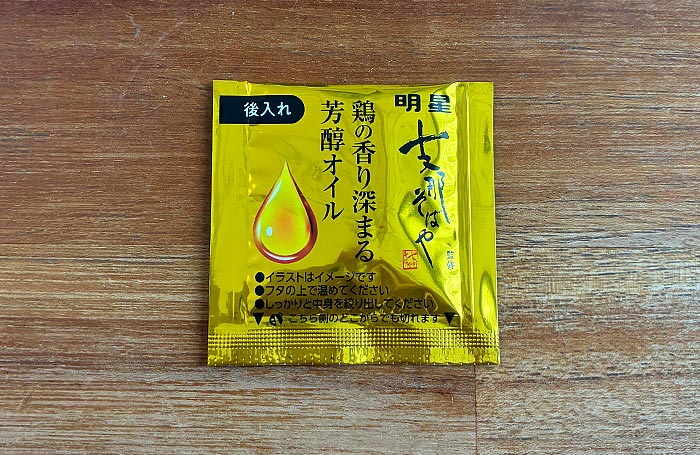 後入れ
明星
支那そばや
監修
鶏の香り深まる
芳醇オイル
●イラストはイメージです
●フタの上で温めてください
●しっかりと中身を絞り出してください
▼こちら側のどこからでも切れます▼